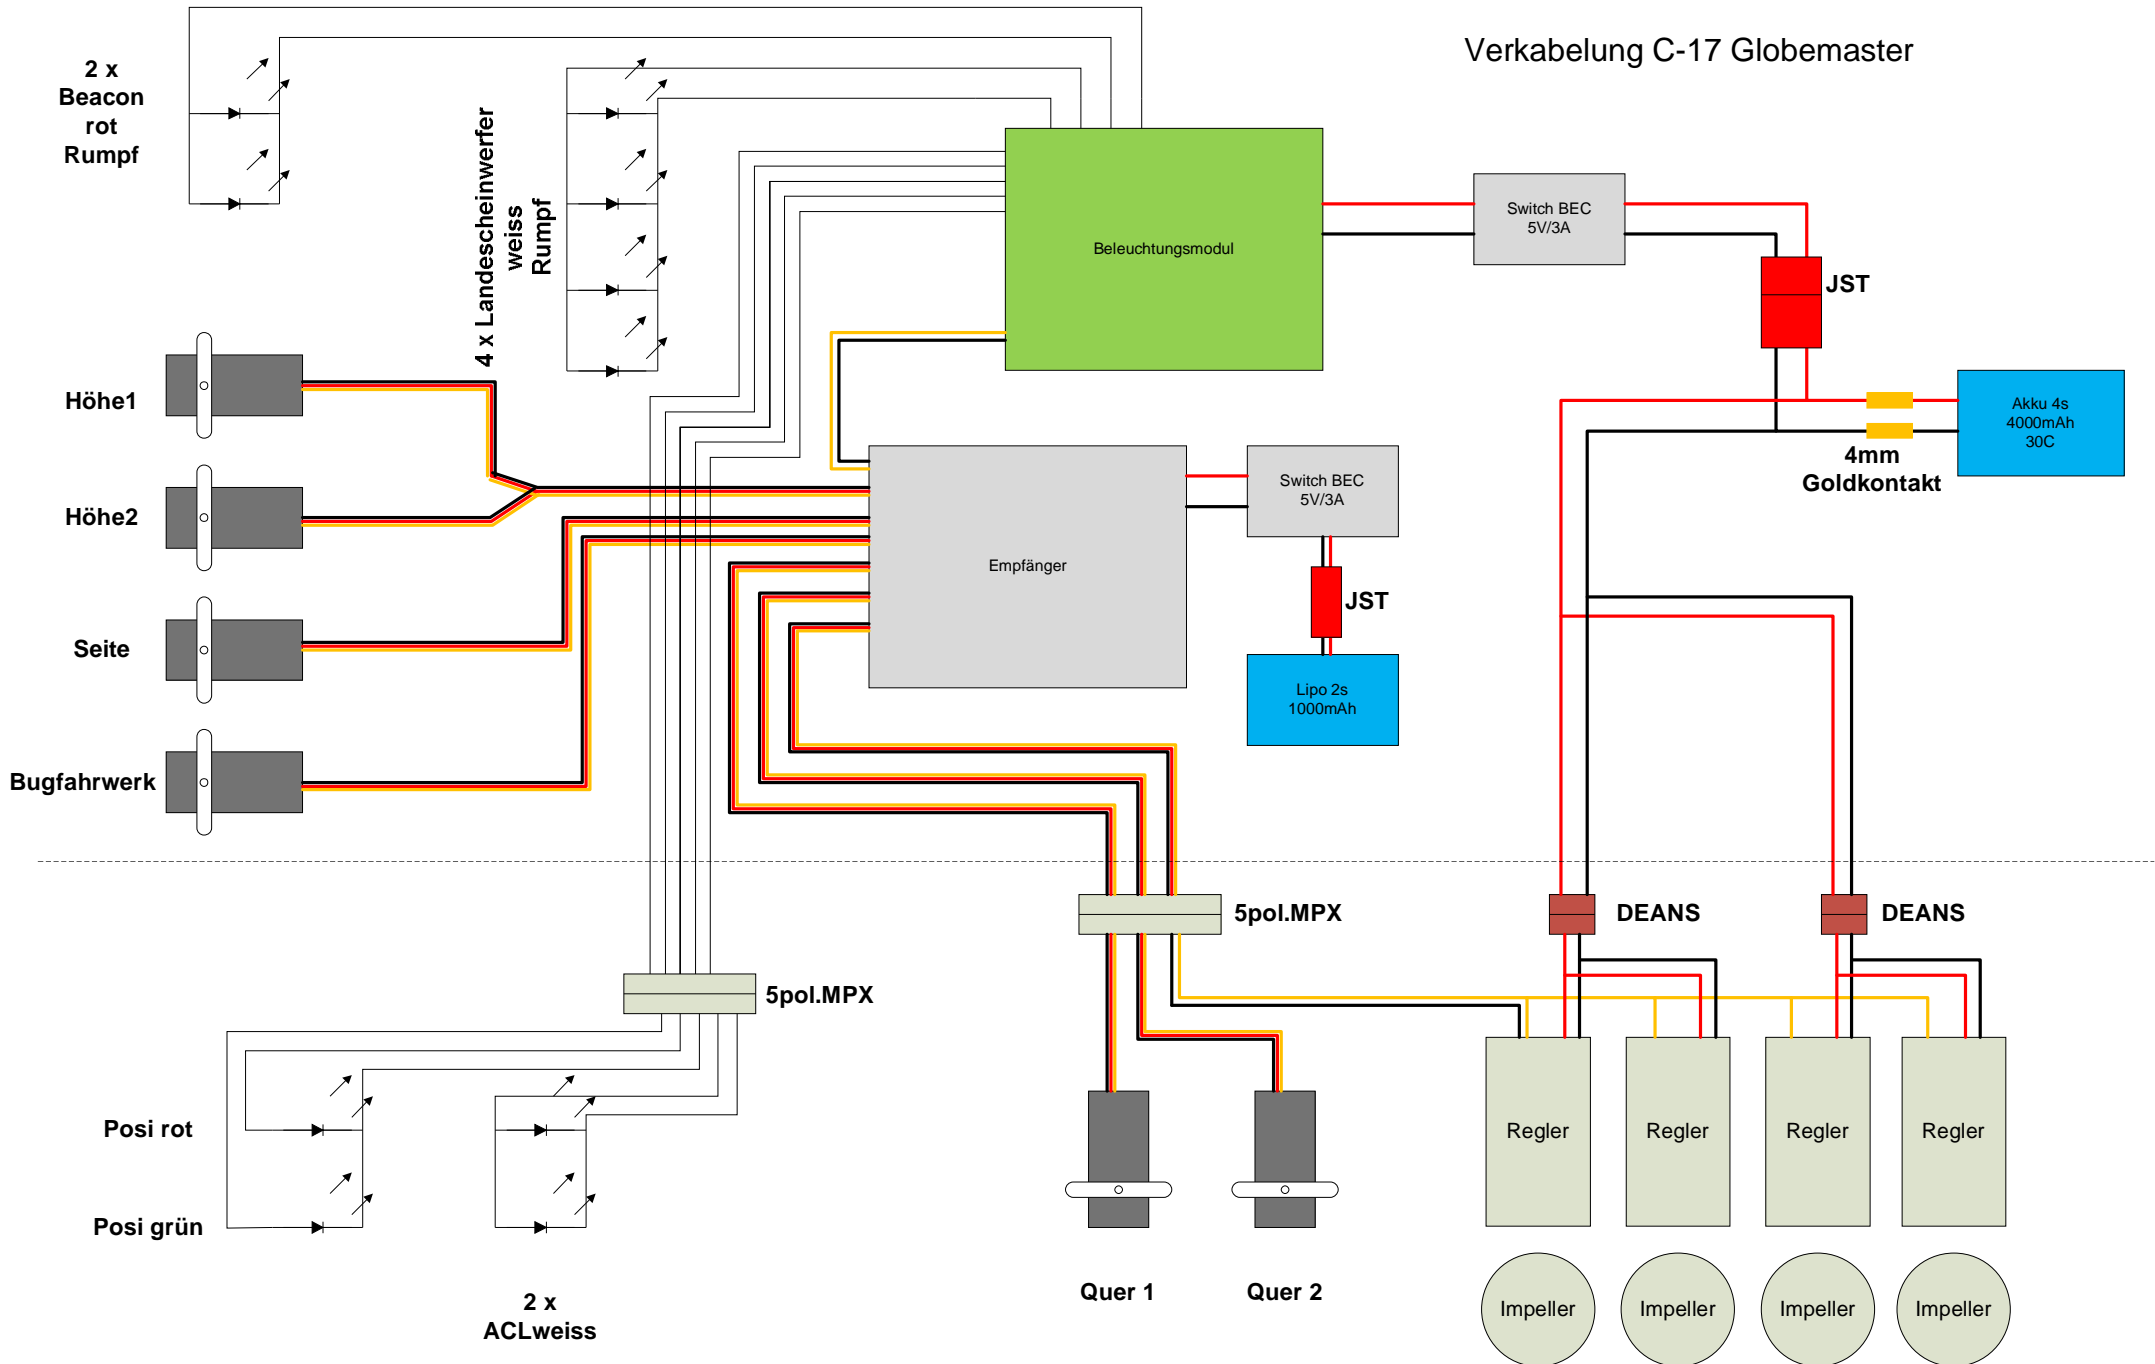 Verkabelung C-17 Globemaster
2 x
Beacon
rot
Rumpf
4 x Landescheinwerfer
weiss
Rumpf
Beleuchtungsmodul
Switch BEC
5V/3A
JST
Akku 4s
4000mAh
30C
4mm
Goldkontakt
Höhe1
Höhe2
Seite
Bugfahrwerk
Empfänger
Switch BEC
5V/3A
JST
Lipo 2s
1000mAh
5pol.MPX
DEANS
DEANS
5pol.MPX
Posi rot
Posi grün
2 x
ACLweiss
Quer 1
Quer 2
Regler
Regler
Regler
Regler
Impeller
Impeller
Impeller
Impeller